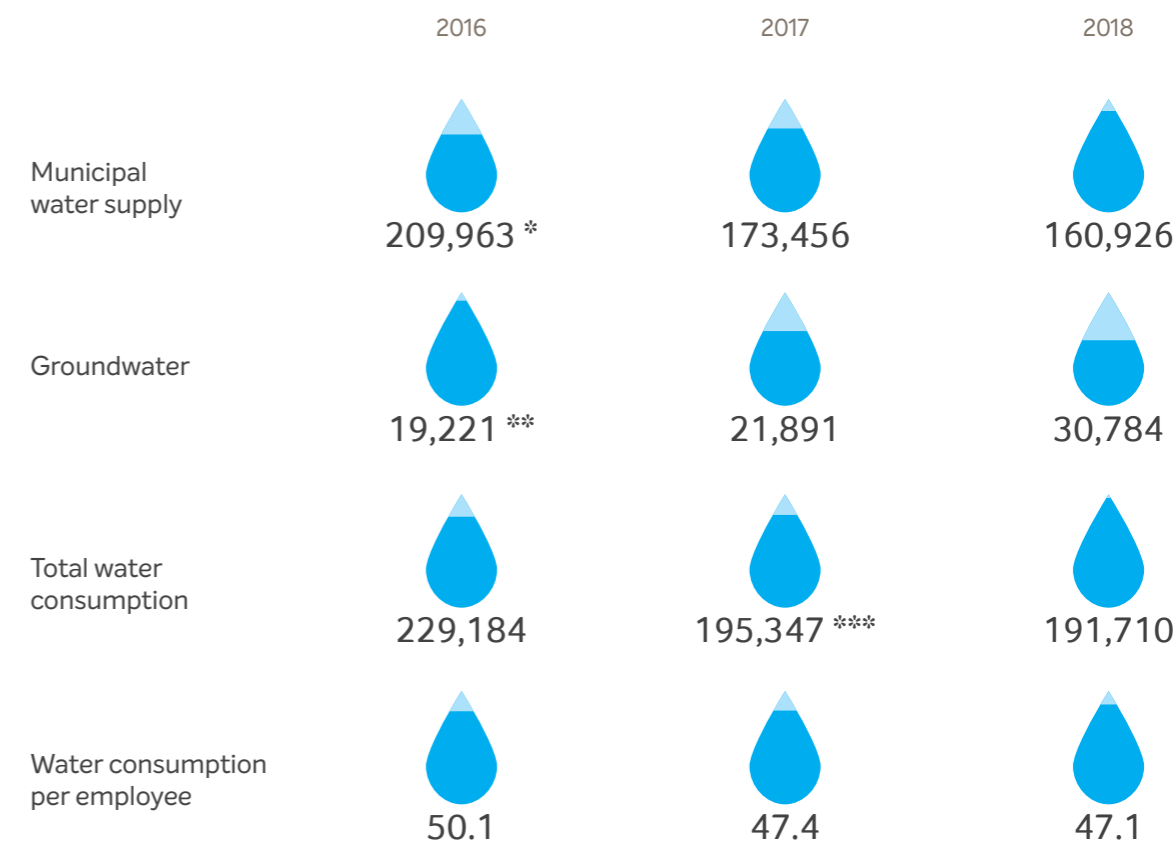 2016 2017 2018
Municipal
water supply
209,963 * 173,456 160,926
Groundwater
19,221 ** 21,891 30,784
Total water
consumption
229,184 195,347 *** 191,710
Water consumption
per employee
50.1 47.4 47.1